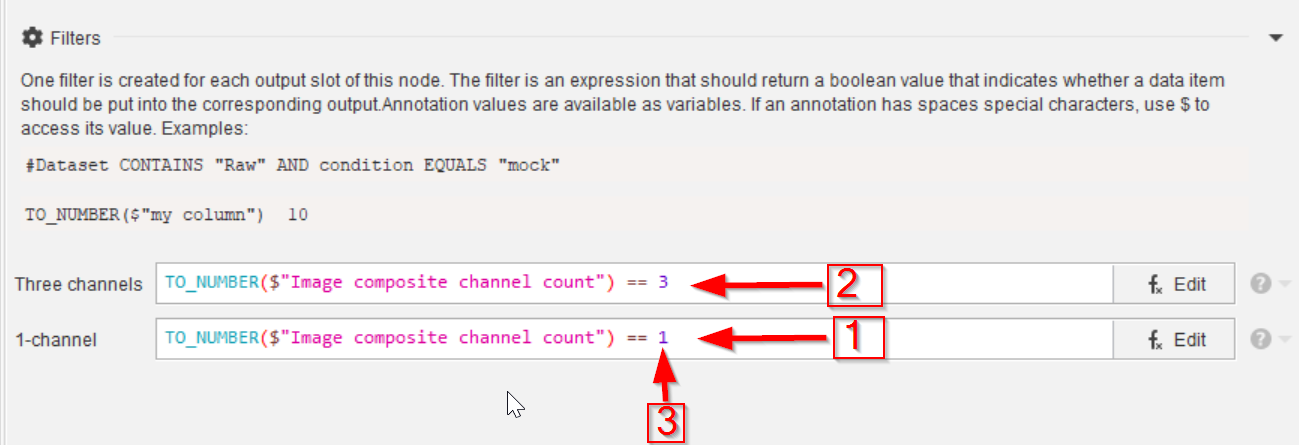 Filters
One filter is created for each output slot of this node. The filter is an expression that should return a boolean value that indicates whether a data item
should be put into the corresponding output.Annotation values are available as variables. If an annotation has spaces special characters, use $ to
access its value. Examples:
#Dataset CONTAINS "Raw" AND condition EQUALS "mock"
TO_NUMBER($"my column")  10
Three channels TO_NUMBER($"Image composite channel count") == 3 2 fx Edit ?
1-channel TO_NUMBER($"Image composite channel count") == 1 1 fx Edit ?
3